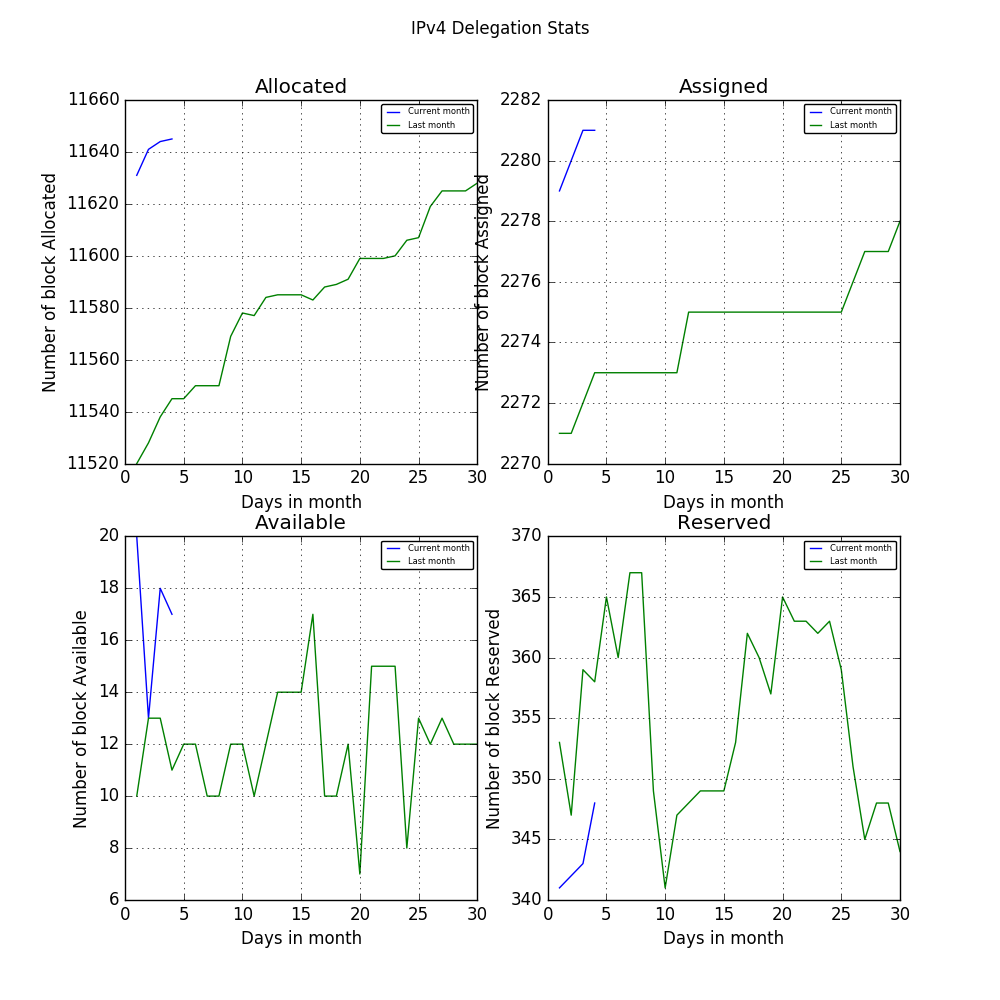 IPv4 Delegation Stats
Allocated
Number of block Allocated
11660
11640
11620
11600
11580
11560
11540
11520
Current month
Last month
0 5 10 15 20 25 30
Days in month
Assigned
Number of block Assigned
2282
2280
2278
2276
2274
2272
2270
Current month
Last month
0 5 10 15 20 25 30
Days in month
Available
Number of block Available
20
18
16
14
12
10
8
6
Current month
Last month
0 5 10 15 20 25 30
Days in month
Reserved
Number of block Reserved
370
365
360
355
350
345
340
Current month
Last month
0 5 10 15 20 25 30
Days in month